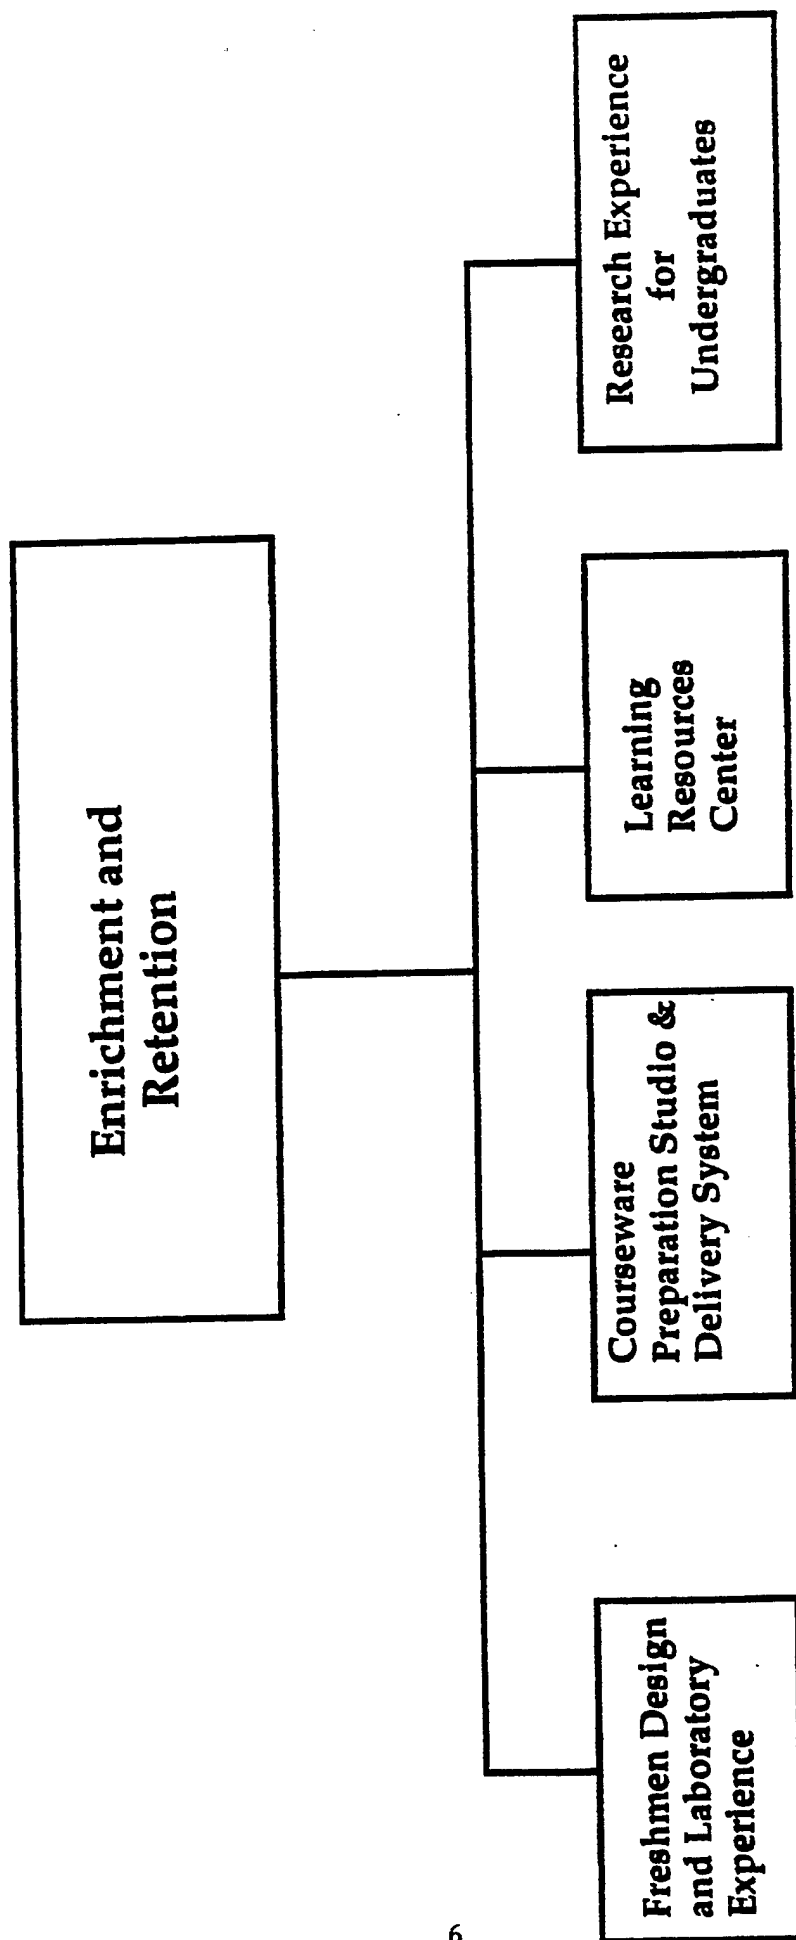 Enrichment and
Retention
Freshmen Design
and Laboratory
Experience
Courseware
Preparation Studio &
Delivery System
Learning
Resources
Center
Research Experience
for
Undergraduates
6